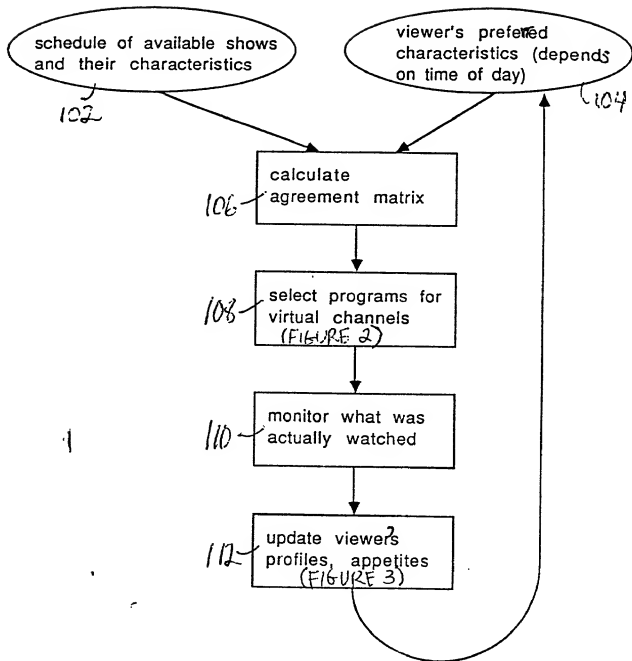 schedule of available shows
and their characteristics
102
viewer's preferred
characteristics (depends
on time of day)
104
calculate
agreement matrix
106
select programs for
virtual channels
(FIGURE 2)
108
monitor what was
actually watched
110
update viewers'
profiles, appetites
(FIGURE 3)
112